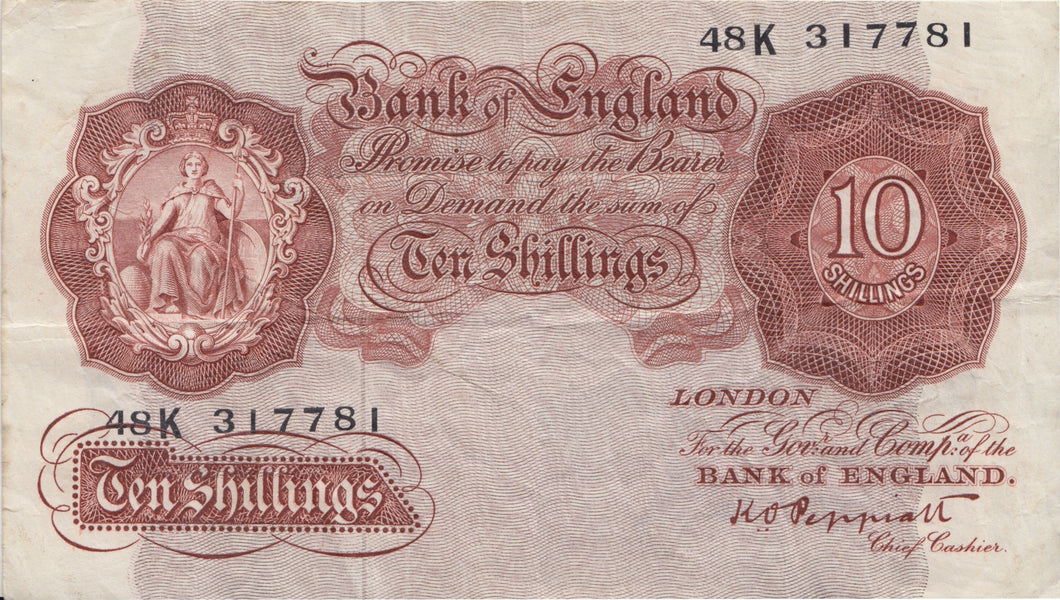 48K 317781
Bank of England
Promise to pay the Bearer
on Demand the sum of
Ten Shillings
10
SHILLINGS
48K 317781
Ten Shillings
LONDON
For the Govr. and Compa. of the
BANK of ENGLAND.
K.O. Peppiatt
Chief Cashier.